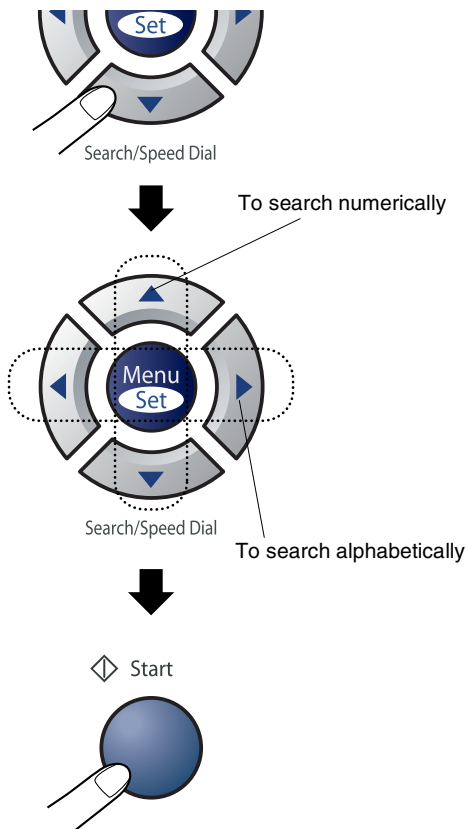 Set
Search/Speed Dial
To search numerically
Menu
Set
Search/Speed Dial
To search alphabetically
Start